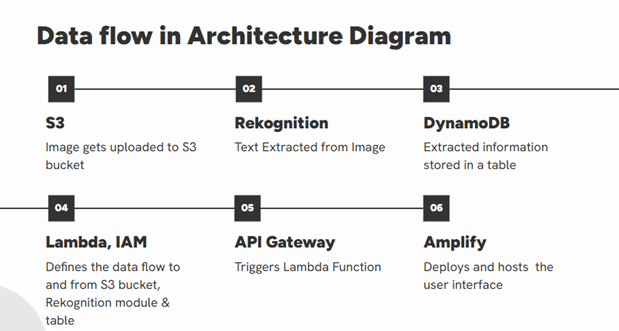 Data flow in Architecture Diagram
01
02
03
S3
Image gets uploaded to S3
bucket
Rekognition
Text Extracted from Image
DynamoDB
Extracted information
stored in a table
04
05
06
Lambda, IAM
Defines the data flow to
and from S3 bucket,
Rekognition module &
table
API Gateway
Triggers Lambda Function
Amplify
Deploys and hosts the
user interface